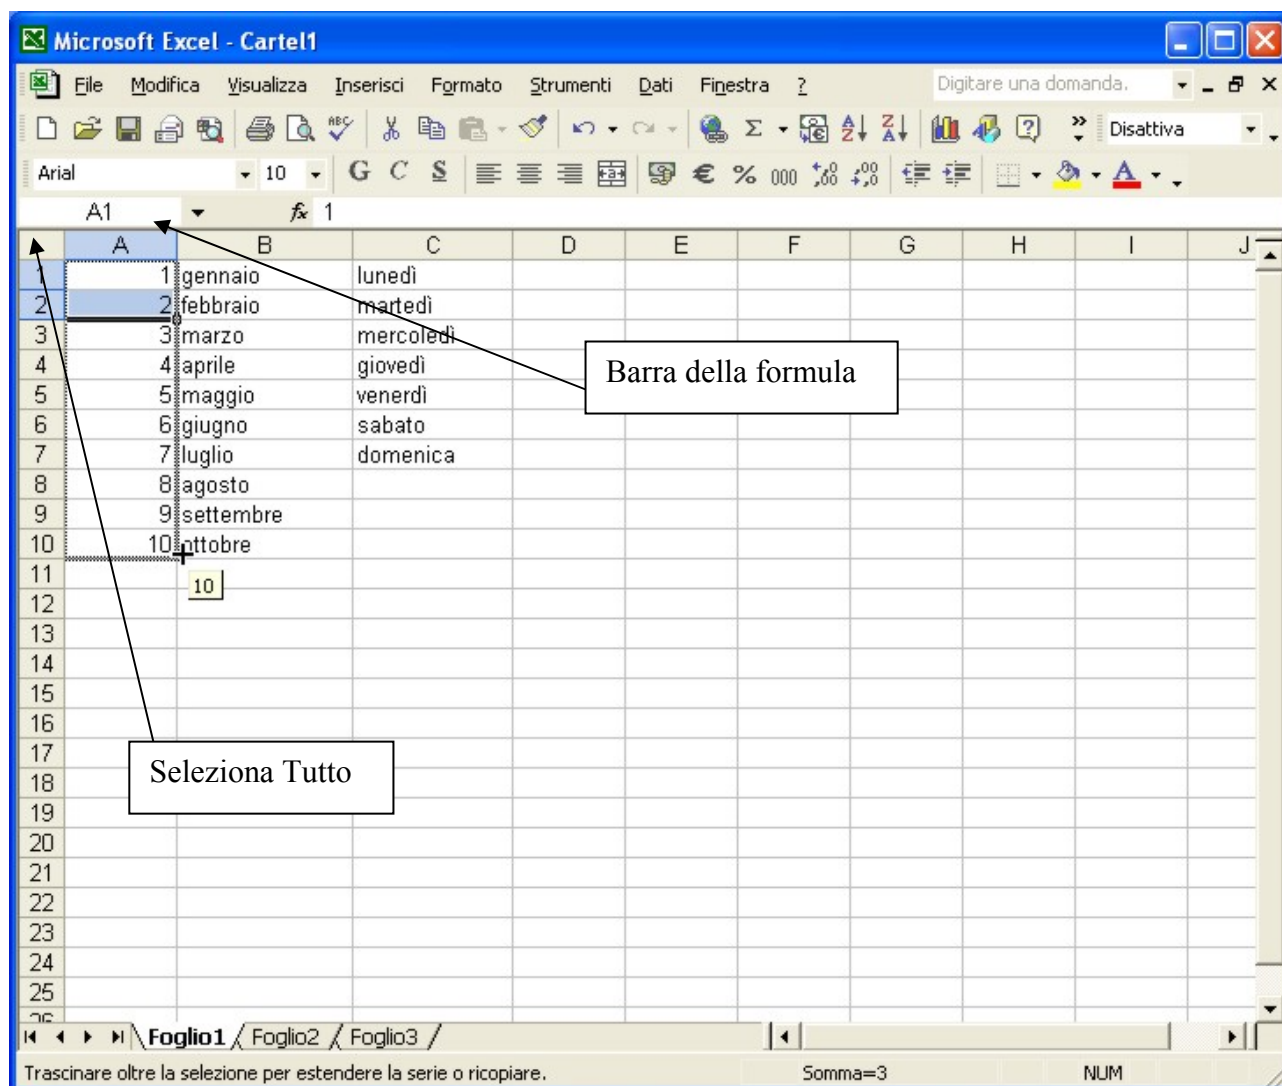 Microsoft Excel - Cartel1
File Modifica Visualizza Inserisci Formato Strumenti Dati Finestra ? Digitare una domanda.
ABC Σ € A Z Z A ? Disattiva
Arial 10 G C S € % 000 A
A1 fx 1
A B C D E F G H I J
1 1 gennaio lunedì
2 2 febbraio martedì
3 3 marzo mercoledì
4 4 aprile giovedì
5 5 maggio venerdì
6 6 giugno sabato
7 7 luglio domenica
8 8 agosto
9 9 settembre
10 10 ottobre
Barra della formula
11
10
12
13
14
15
16
17
Seleziona Tutto
18
19
20
21
22
23
24
25
26
Foglio1 Foglio2 Foglio3
Trascinare oltre la selezione per estendere la serie o ricopiare. Somma=3 NUM